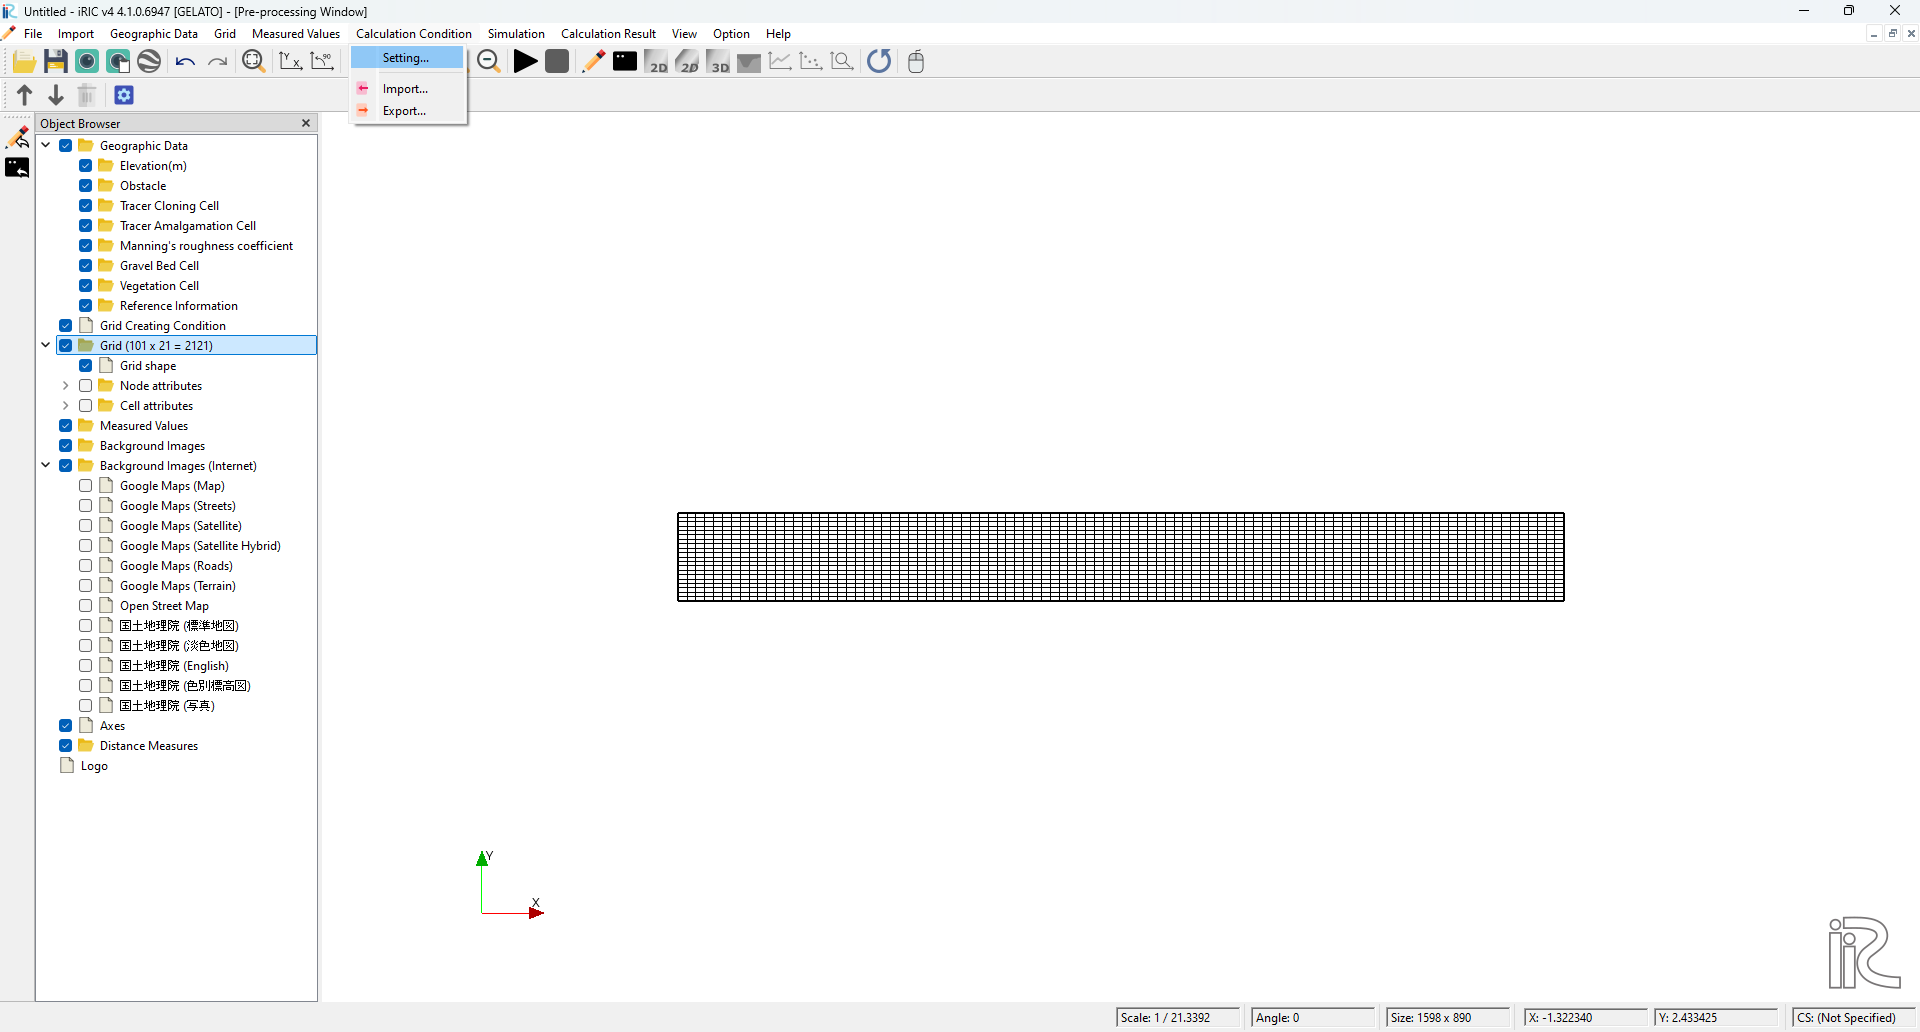 Untitled - iRIC v4 4.1.0.6947 [GELATO] - [Pre-processing Window]
File Import Geographic Data Grid Measured Values Calculation Condition Simulation Calculation Result View Option Help
Setting...
Import...
Export...
Y X 90 2D 2D 3D
Object Browser
Geographic Data
Elevation(m)
Obstacle
Tracer Cloning Cell
Tracer Amalgamation Cell
Manning's roughness coefficient
Gravel Bed Cell
Vegetation Cell
Reference Information
Grid Creating Condition
Grid (101 x 21 = 2121)
Grid shape
Node attributes
Cell attributes
Measured Values
Background Images
Background Images (Internet)
Google Maps (Map)
Google Maps (Streets)
Google Maps (Satellite)
Google Maps (Satellite Hybrid)
Google Maps (Roads)
Google Maps (Terrain)
Open Street Map
国土地理院 (標準地図)
国土地理院 (淡色地図)
国土地理院 (English)
国土地理院 (色別標高図)
国土地理院 (写真)
Axes
Distance Measures
Logo
Y
X
iRiC
Scale: 1 / 21.3392 Angle: 0 Size: 1598 x 890 X: -1.322340 Y: 2.433425 CS: (Not Specified)